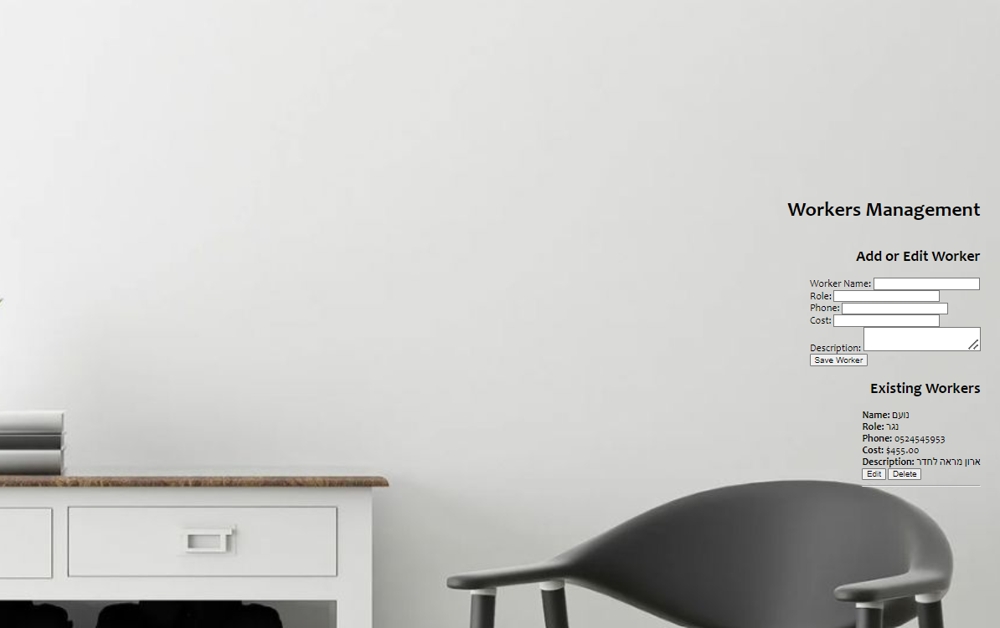 Workers Management
Add or Edit Worker
Worker Name:
Role:
Phone:
Cost:
Description:
Save Worker
Existing Workers
Name: נועם
Role: נגר
Phone: 0524545953
Cost: $455.00
Description: ארון מראה לחדר
Edit Delete